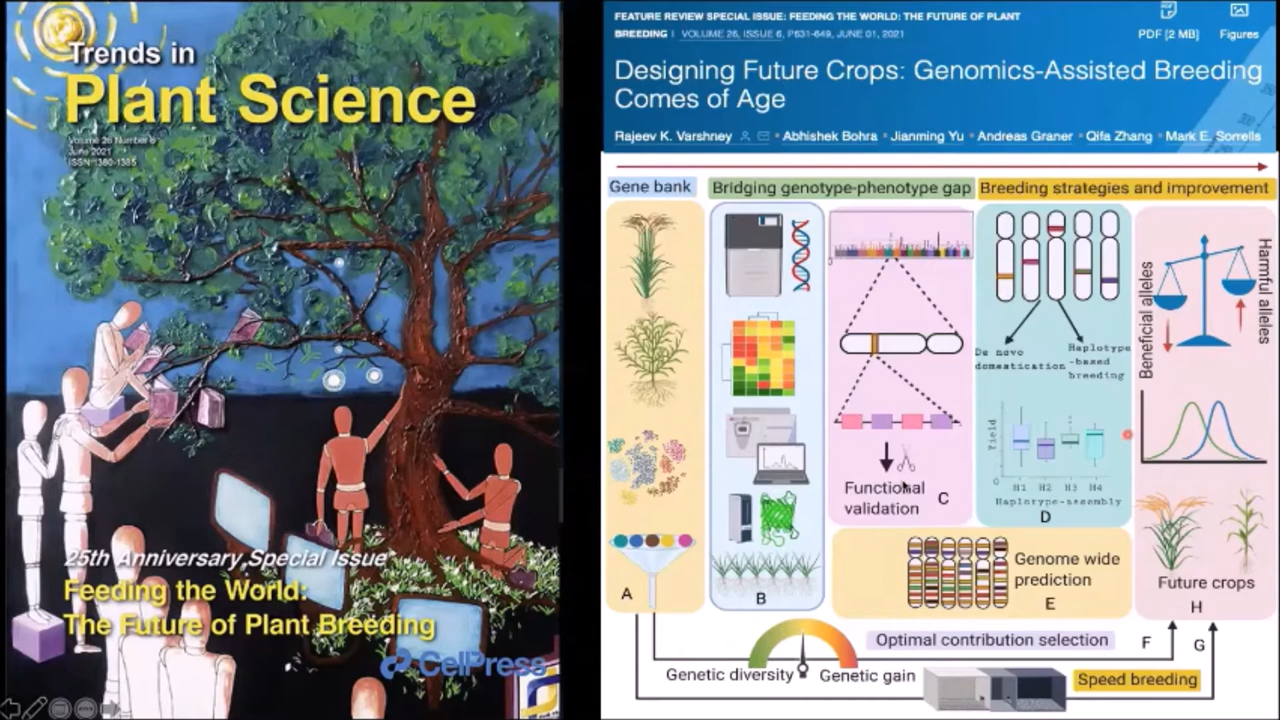 Trends in
Plant Science
Volume 26 Number 6
June 2021
ISSN 1360-1385
25th Anniversary Special Issue
Feeding the World:
The Future of Plant Breeding
CellPress
FEATURE REVIEW SPECIAL ISSUE: FEEDING THE WORLD: THE FUTURE OF PLANT
BREEDING | VOLUME 26, ISSUE 6, P631-649, JUNE 01, 2021
PDF [2 MB]
Figures
Designing Future Crops: Genomics-Assisted Breeding
Comes of Age
Rajeev K. Varshney • Abhishek Bohra • Jianming Yu • Andreas Graner • Qifa Zhang • Mark E. Sorrells
Gene bank
Bridging genotype-phenotype gap
Breeding strategies and improvement
A
B
Functional
validation
C
De novo
domestication
Haplotype
-based
breeding
Yield
0
H1 H2 H3 H4
Haplotype-assembly
D
Genome wide
prediction
E
Beneficial alleles
Harmful alleles
Future crops
H
Optimal contribution selection
F
G
Genetic diversity
Genetic gain
Speed breeding